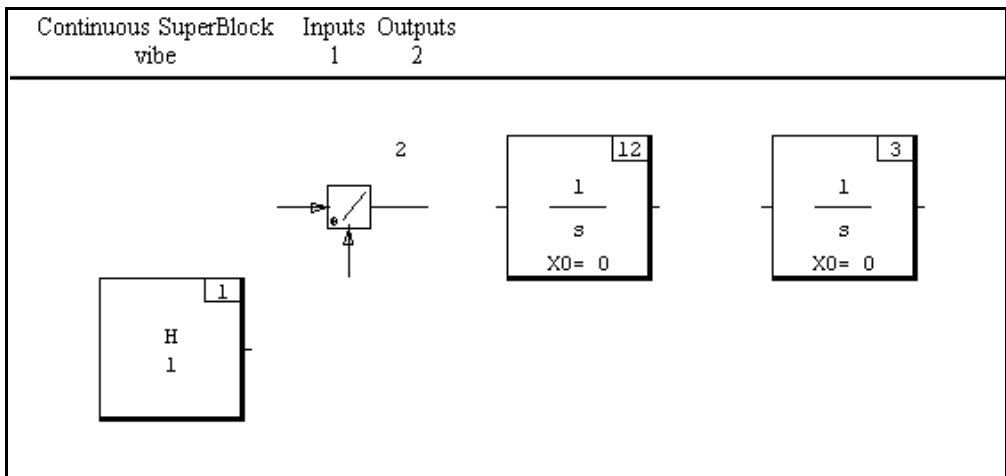 Continuous SuperBlock Inputs Outputs
vibe 1 2
2
12
1
s
X0= 0
3
1
s
X0= 0
1
H
1